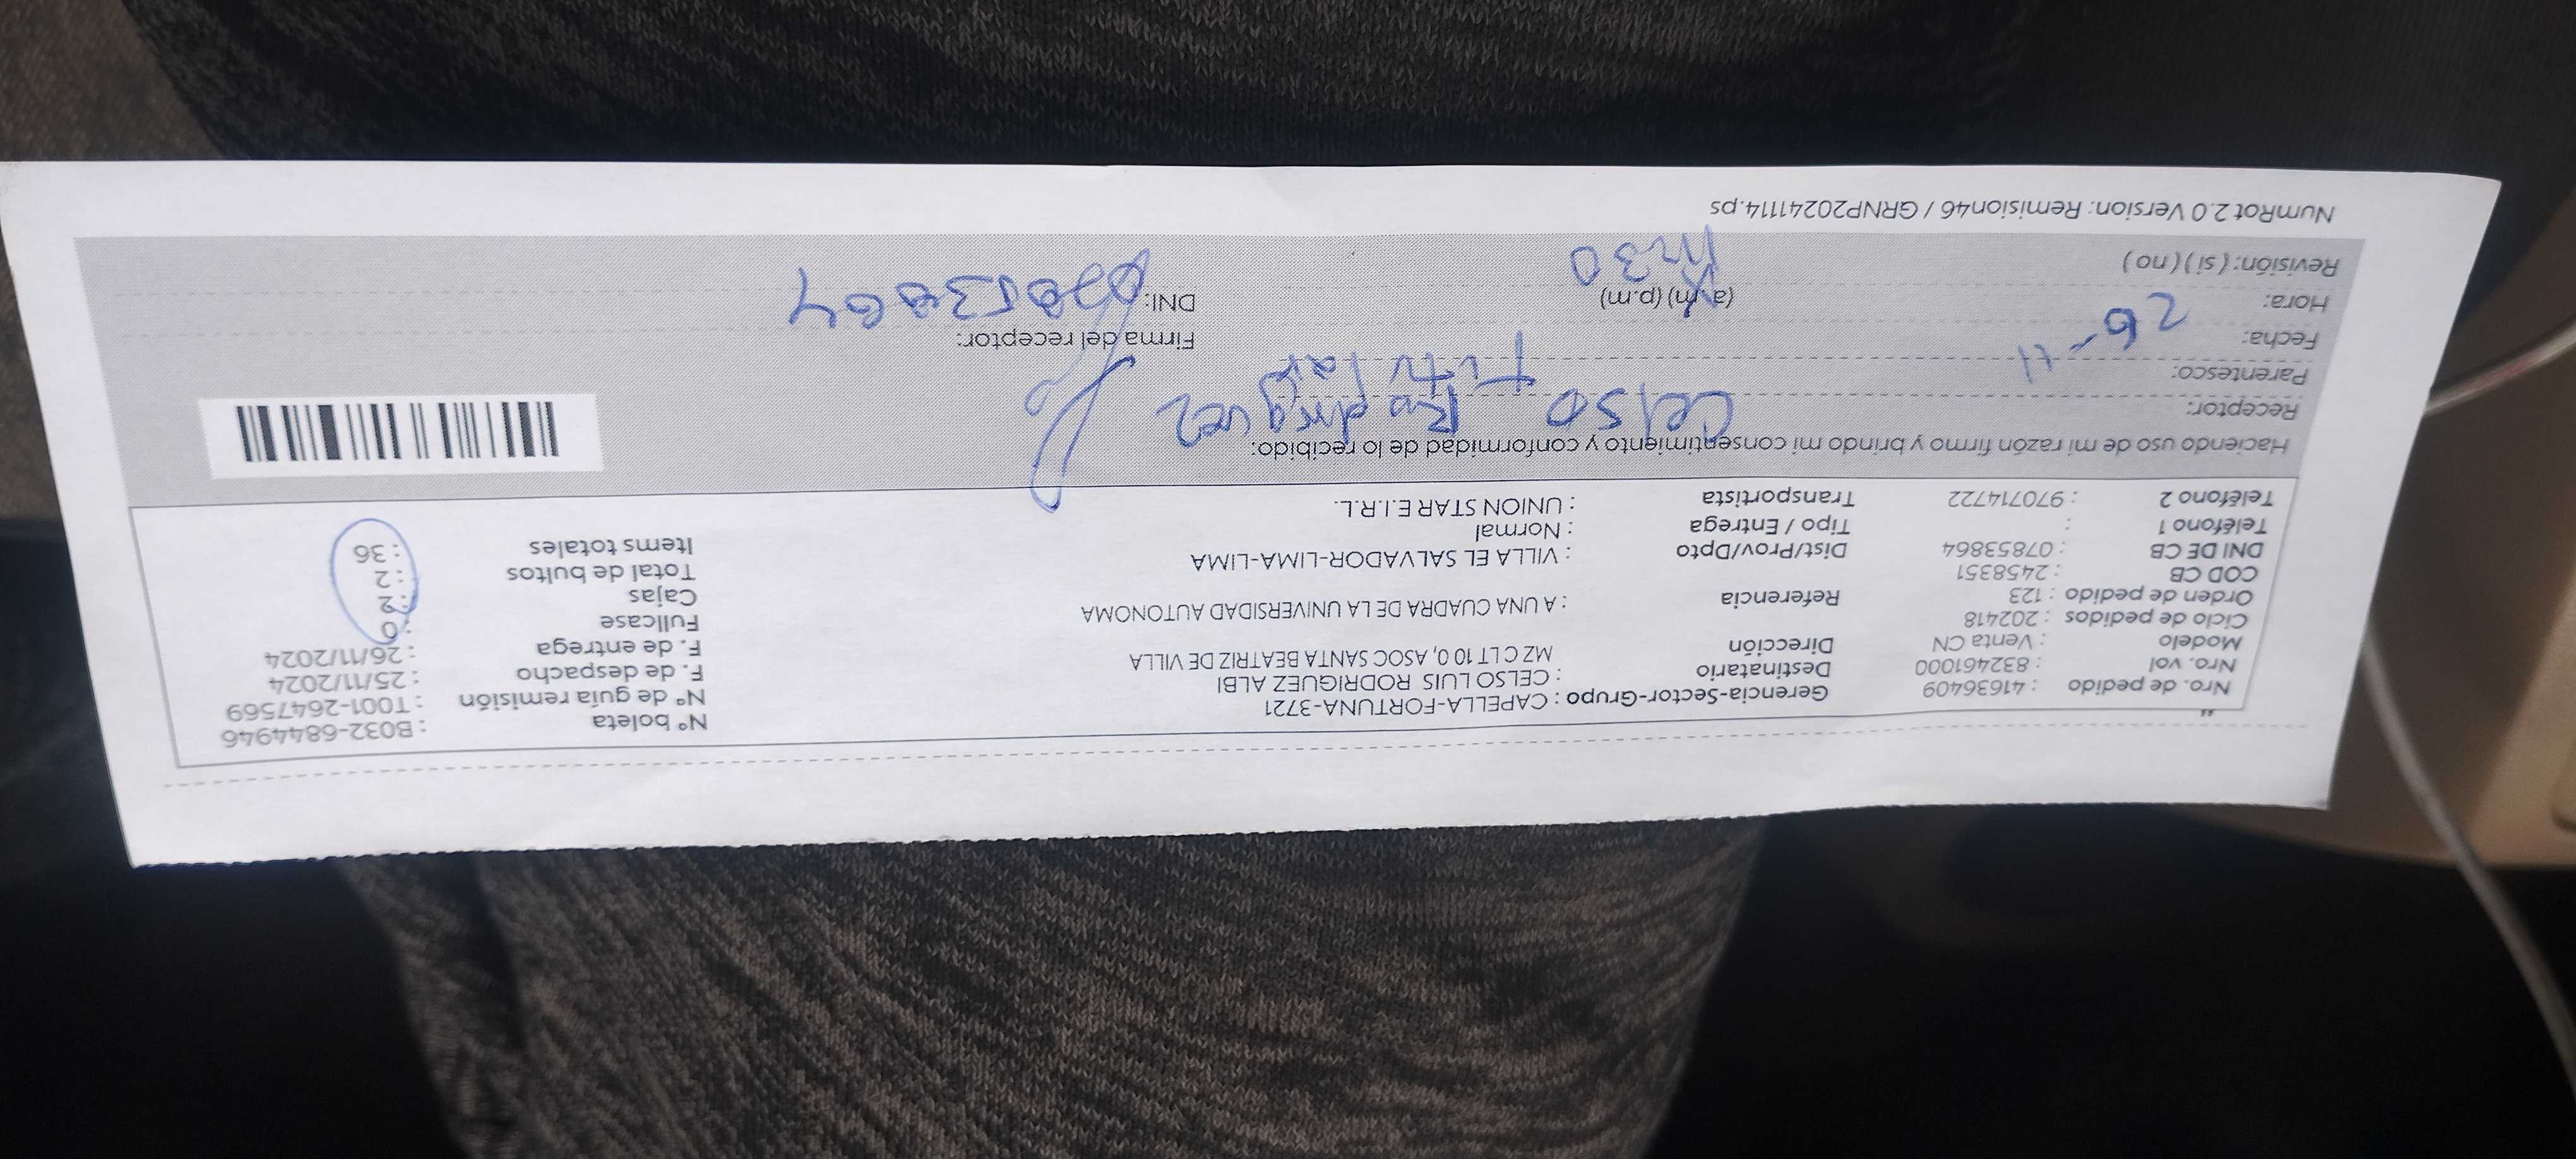 Nº boleta : B032-6844946
Nº de guía remisión : T001-2647569
F. de despacho : 25/11/2024
F. de entrega : 26/11/2024
Fullcase : 0
Cajas : 2
Total de bultos : 2
Items totales : 36
Gerencia-Sector-Grupo : CAPELLA-FORTUNA-3721
Destinatario : CELSO LUIS RODRIGUEZ ALBI
Dirección MZ C LT 10 0, ASOC SANTA BEATRIZ DE VILLA
Referencia : A UNA CUADRA DE LA UNIVERSIDAD AUTONOMA
Dist/Prov/Dpto : VILLA EL SALVADOR-LIMA-LIMA
Tipo / Entrega : Normal
Transportista : UNION STAR E.I.R.L.
Nro. de pedido : 41636409
Nro. vol : 832461000
Modelo : Venta CN
Ciclo de pedidos : 202418
Orden de pedido : 123
COD CB : 2458351
DNI DE CB : 07853864
Teléfono 1 :
Teléfono 2 : 970714722
Haciendo uso de mi razón firmo y brindo mi consentimiento y conformidad de lo recibido:
Receptor: Celso Rodriguez
Parentesco: Titular
Fecha: 26-11
Hora: (a.m) (p.m)
Revisión: ( si ) ( no )
Firma del receptor:
DNI: 07853864
NumRot 2.0 Version: Remision46 / GRNP20241114.ps